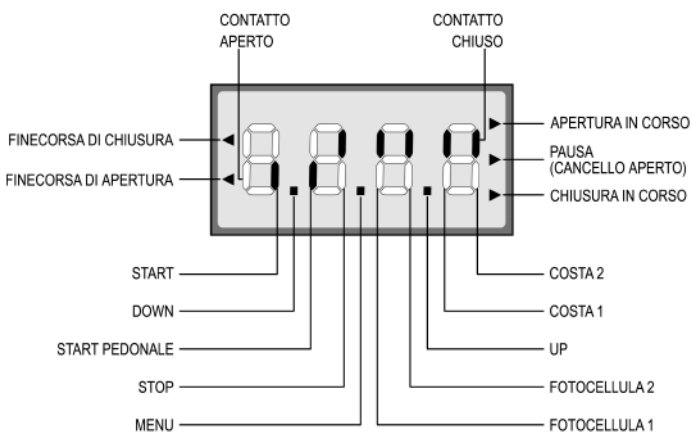 CONTATTO
APERTO
CONTATTO
CHIUSO
FINECORSA DI CHIUSURA
FINECORSA DI APERTURA
APERTURA IN CORSO
PAUSA
(CANCELLO APERTO)
CHIUSURA IN CORSO
START
DOWN
START PEDONALE
STOP
MENU
COSTA 2
COSTA 1
UP
FOTOCELLULA 2
FOTOCELLULA 1